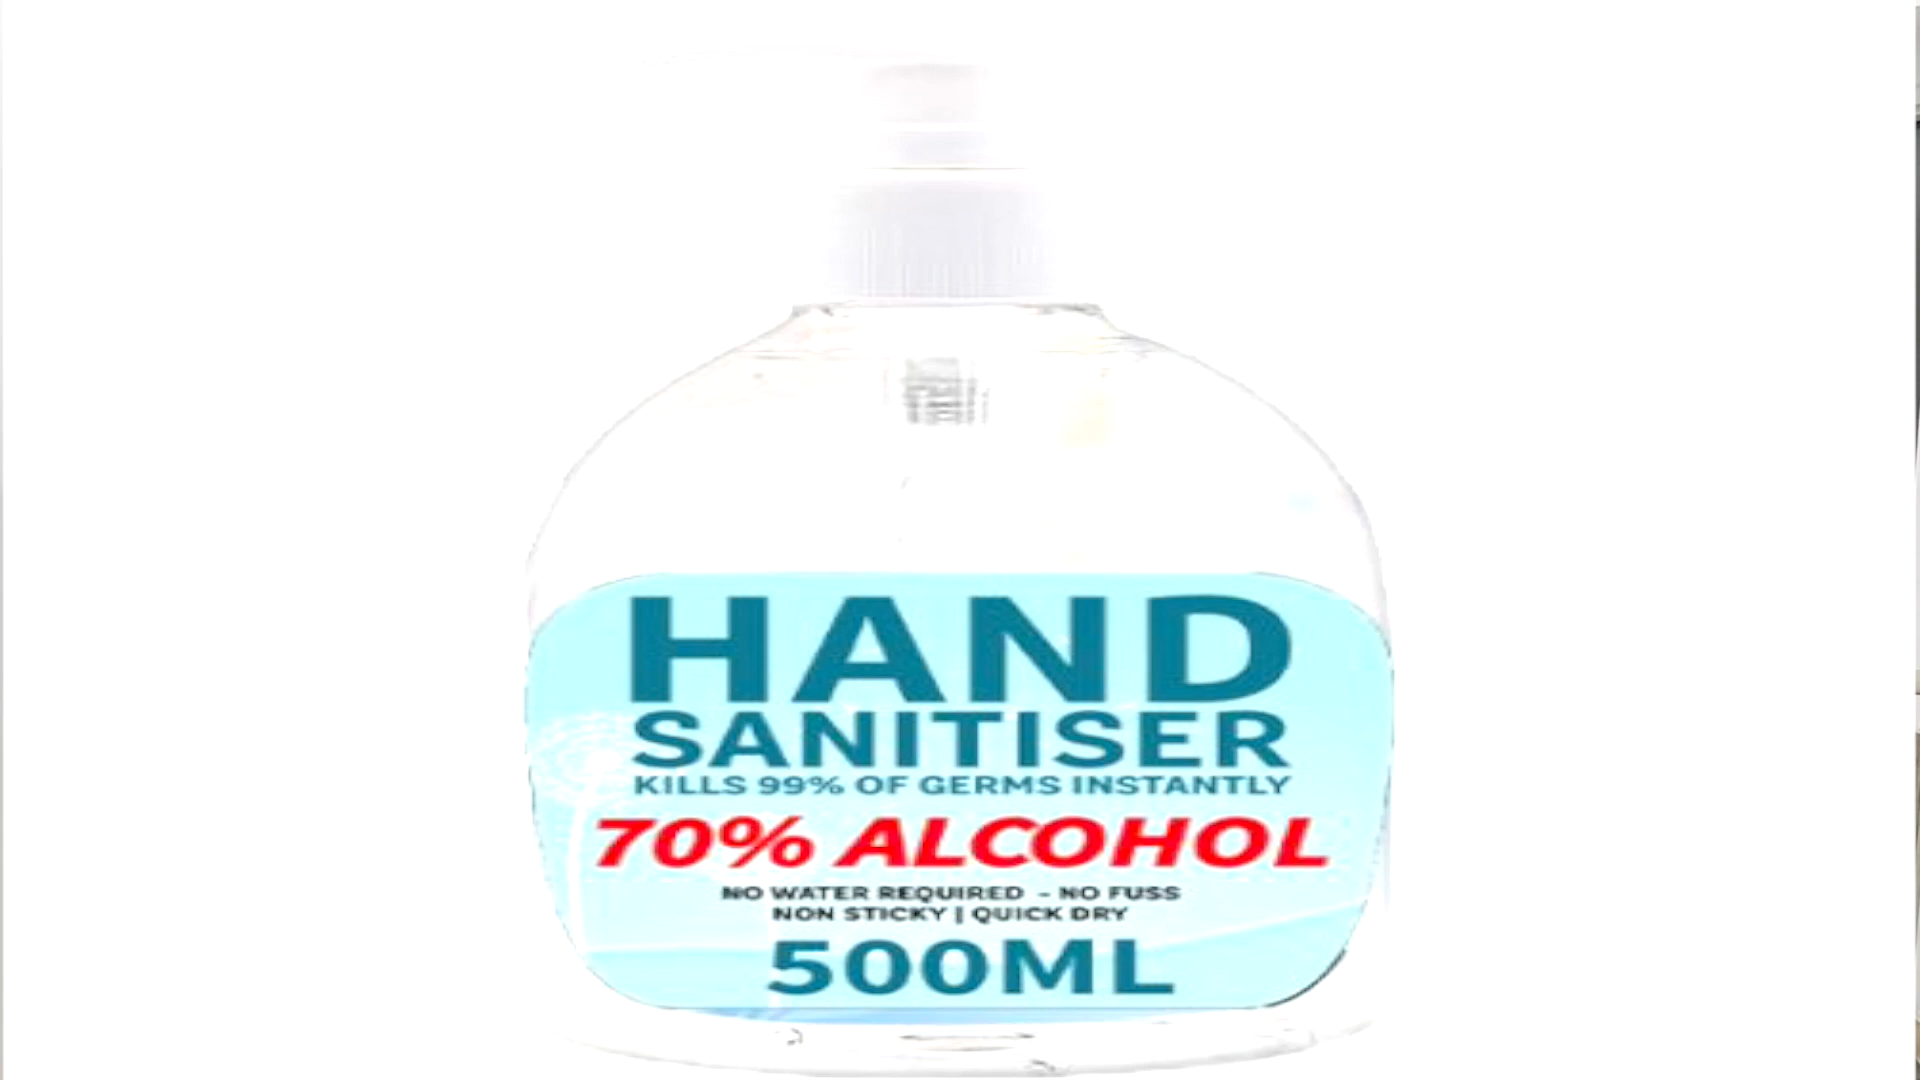 HAND
SANITISER
KILLS 99% OF GERMS INSTANTLY
70% ALCOHOL
NO WATER REQUIRED - NO FUSS
NON STICKY | QUICK DRY
500ML